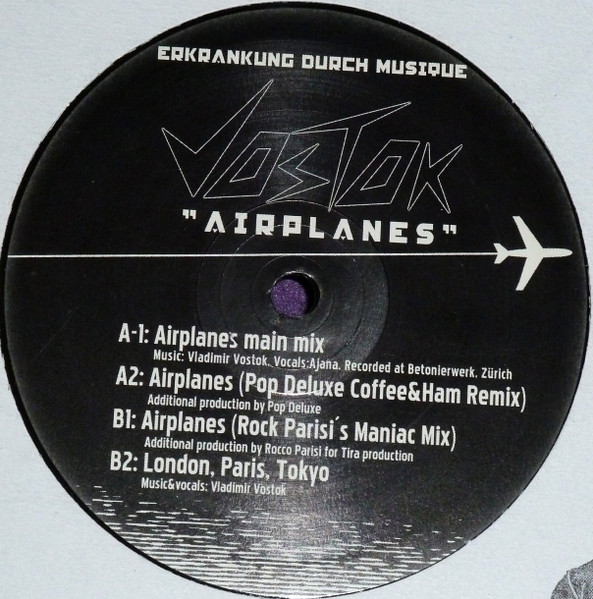 ERKRANKUNG DURCH MUSIQUE
VOSTOK
"AIRPLANES"
A-1: Airplanes main mix
Music: Vladimir Vostok. Vocals:Ajana. Recorded at Betonierwerk. Zürich
A2: Airplanes (Pop Deluxe Coffee&Ham Remix)
Additional production by Pop Deluxe
B1: Airplanes (Rock Parisi´s Maniac Mix)
Additional production by Rocco Parisi for Tira production
B2: London, Paris, Tokyo
Music&vocals: Vladimir Vostok